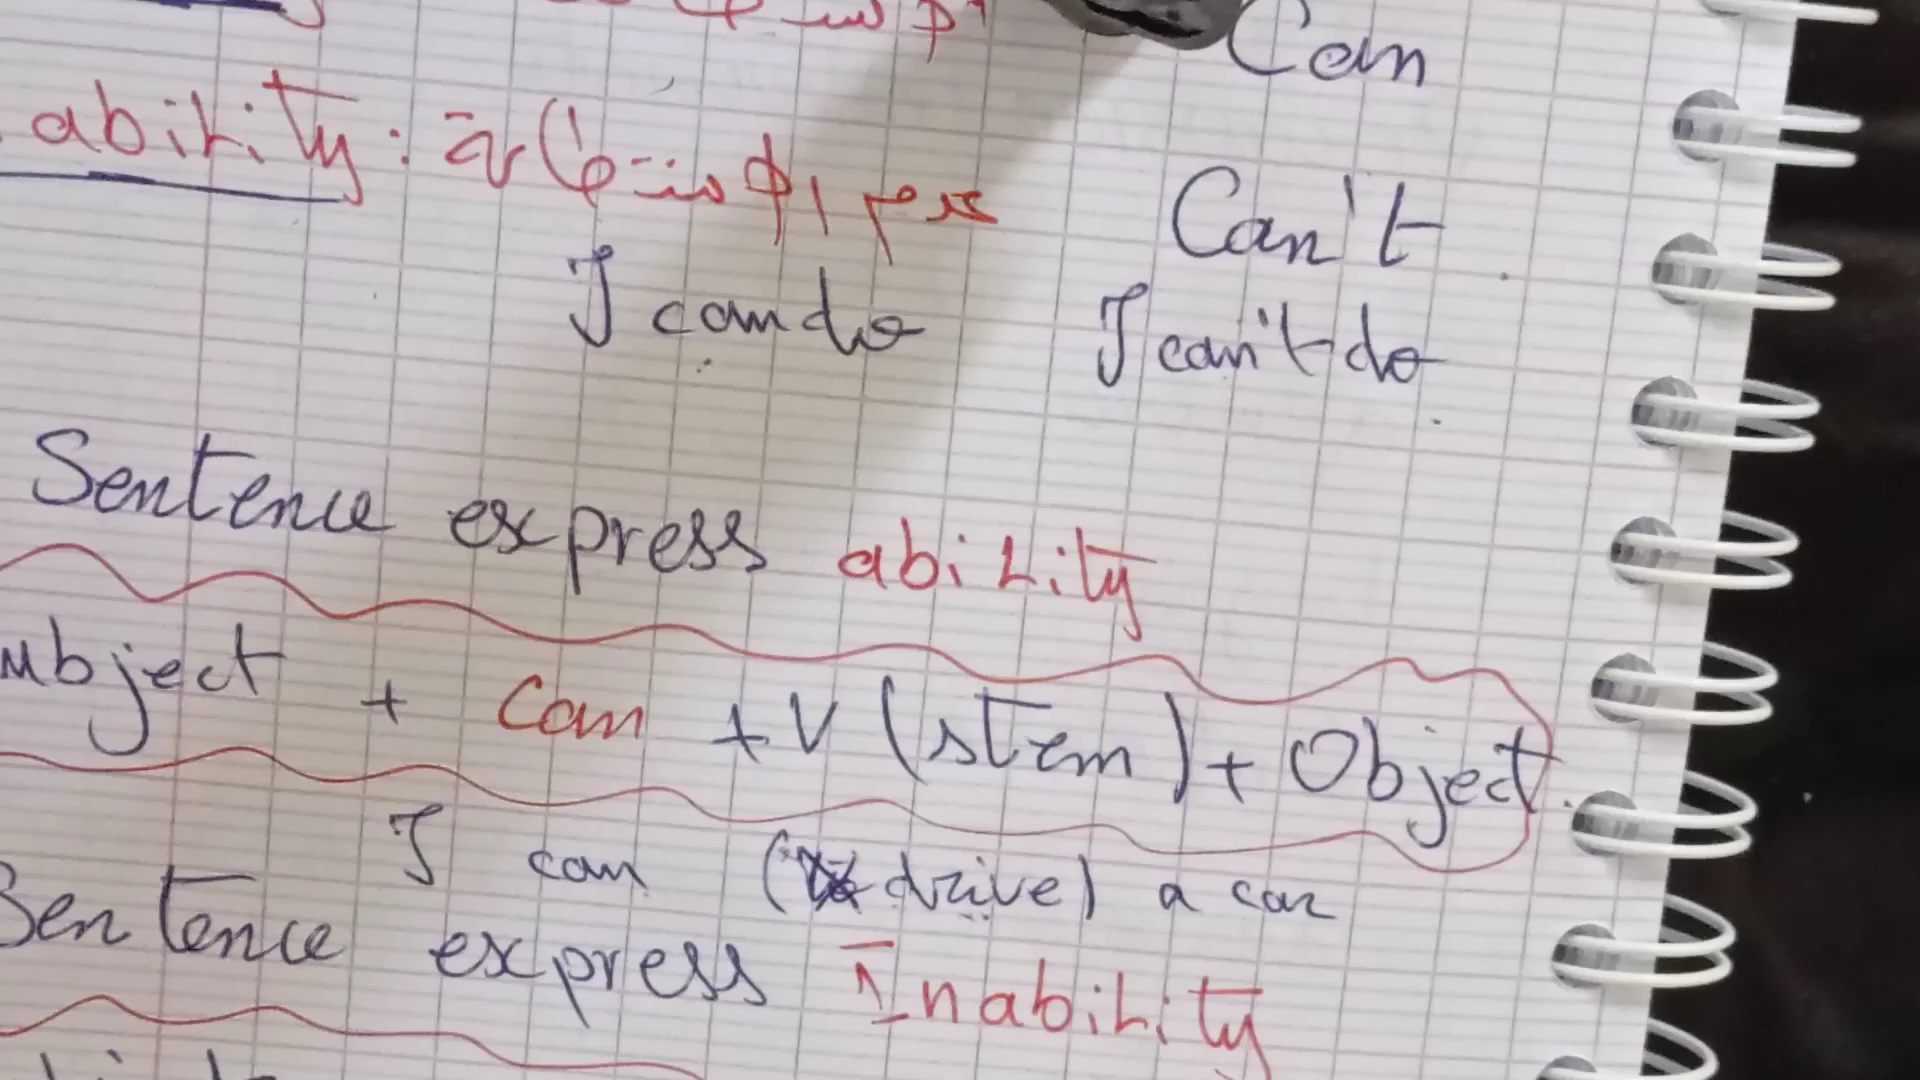 Can
ability: عدم الاستطاعة
Can't
I can do
I can't do
Sentence express ability
ubject + Can + V (stem) + Object.
I can (drive) a car
Sentence express Inability